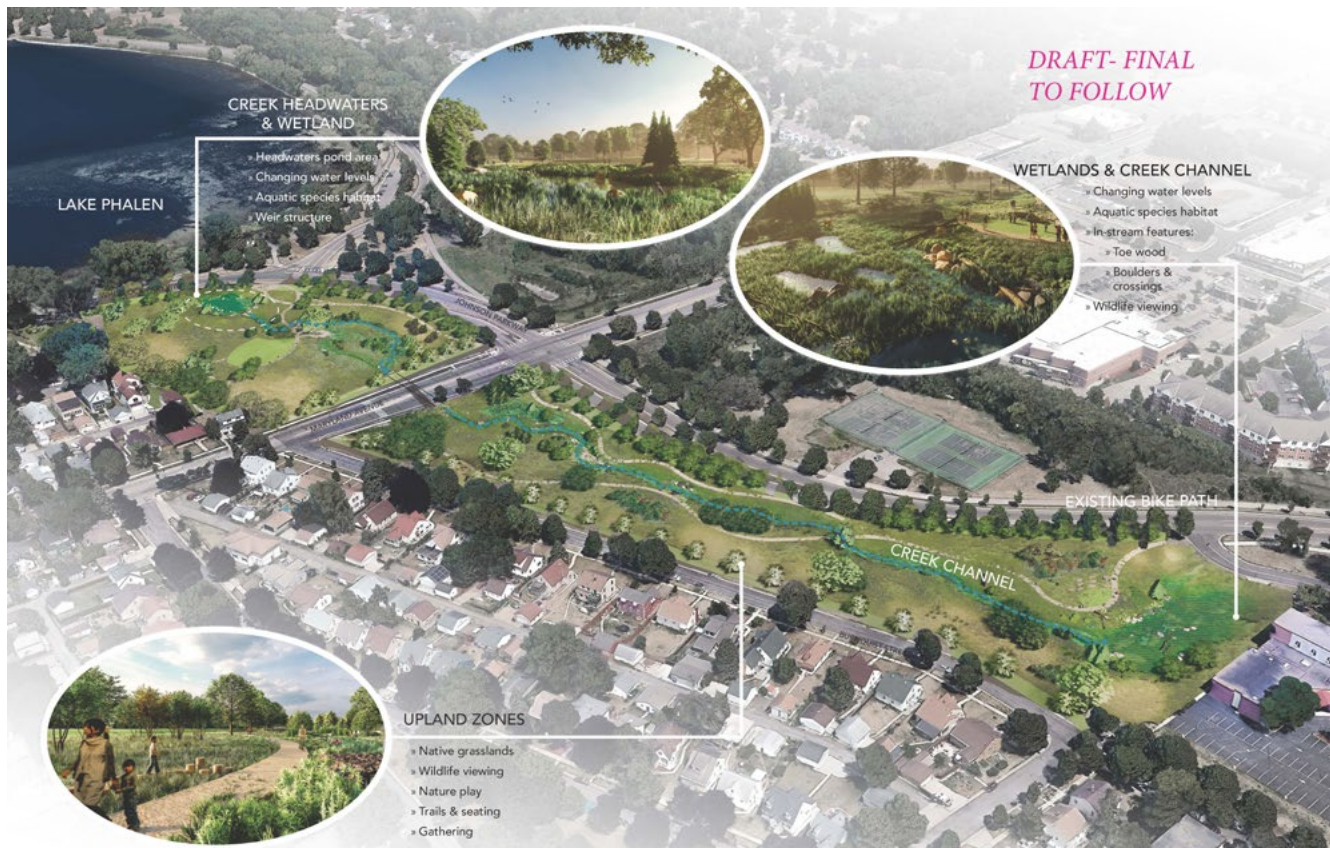 DRAFT- FINAL
TO FOLLOW
CREEK HEADWATERS
& WETLAND
» Headwaters pond area
» Changing water levels
» Aquatic species habitat
» Weir structure
LAKE PHALEN
WETLANDS & CREEK CHANNEL
» Changing water levels
» Aquatic species habitat
» In-stream features:
» Toe wood
» Boulders &
crossings
» Wildlife viewing
JOHNSON PARKWAY
MARYLAND AVENUE
EXISTING BIKE PATH
CREEK CHANNEL
UPLAND ZONES
» Native grasslands
» Wildlife viewing
» Nature play
» Trails & seating
» Gathering